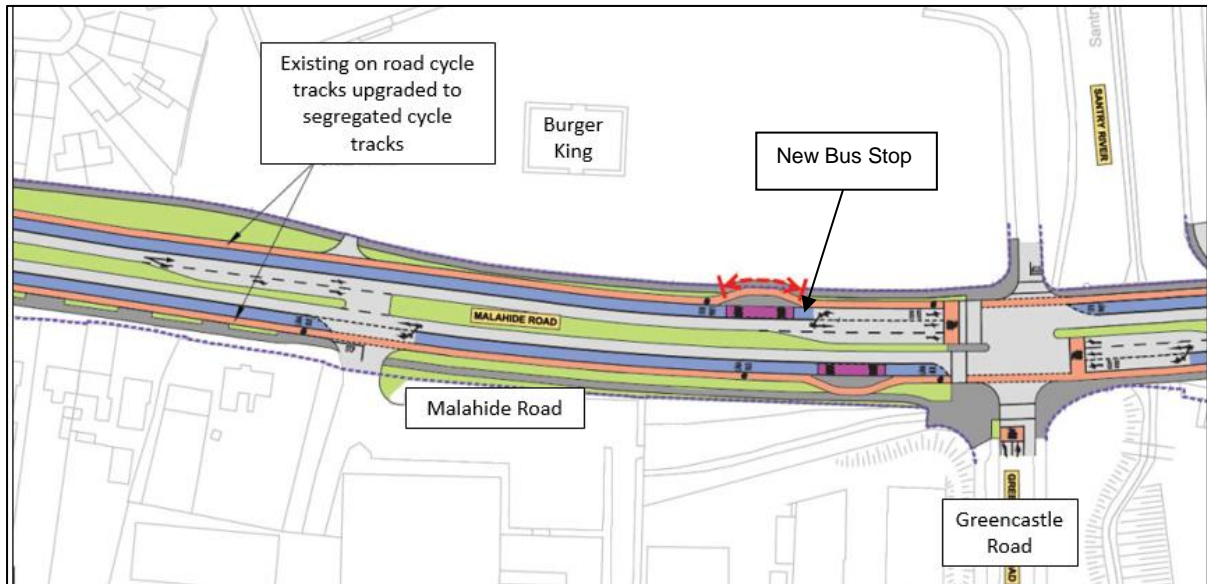 Existing on road cycle
tracks upgraded to
segregated cycle
tracks
Burger
King
New Bus Stop
SANTRY RIVER
Santry
MALAHIDE ROAD
Malahide Road
Greencastle
Road